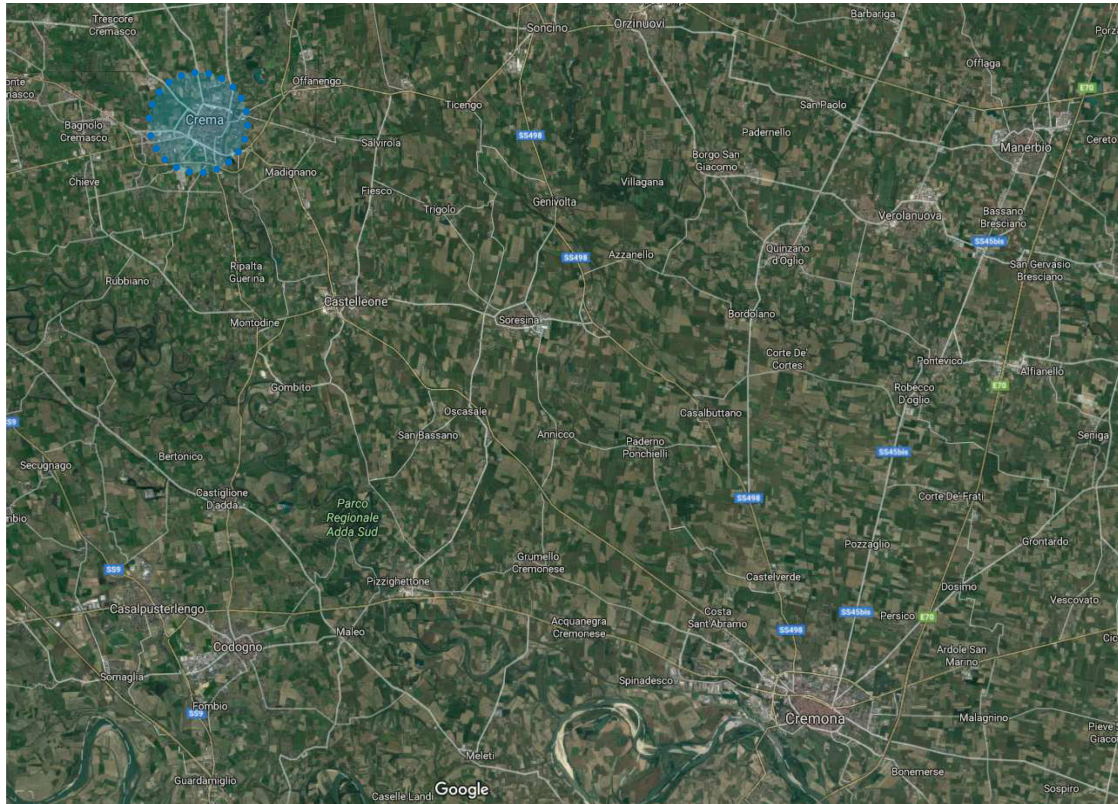 Trescore
Cremasco
Soncino
Orzinuovi
Barbariga
Offlaga
E70
Offanengo
Ticengo
San Paolo
Crema
Bagnolo
Cremasco
SS498
Padernello
Manerbio
Cereto
Salvirola
Borgo San
Giacomo
Chieve
Madignano
Fiesco
Villagana
Trigolo
Genivolta
Verolanuova
Bassano
Bresciano
SS45bis
Quinzano
d'Oglio
Azzanello
SS498
San Gervasio
Bresciano
Ripalta
Guerina
Rubbiano
Castelleone
Montodine
Soresina
Bordolano
Corte De'
Cortesi
Pontevico
Alfianello
E70
Robecco
D'oglio
Gombito
Oscasale
Casalbuttano
SS9
San Bassano
Annicco
Paderno
Ponchielli
Seniga
SS45bis
Secugnago
Bertonico
Castiglione
D'adda
SS498
Corte De' Frati
Parco
Regionale
Adda Sud
Pozzaglio
Grontardo
SS9
Pizzighettone
Grumello
Cremonese
Castelverde
Dosimo
Vescovato
Casalpusterlengo
Costa
Sant'Abramo
SS45bis
Persico
E70
Acquanegra
Cremonese
SS498
Maleo
Codogno
Ardole San
Marino
Somaglia
Spinadesco
Fombio
SS9
Cremona
Malagnino
Meleti
Bonemerse
Guardamiglio
Caselle Landi
Google
Sospiro